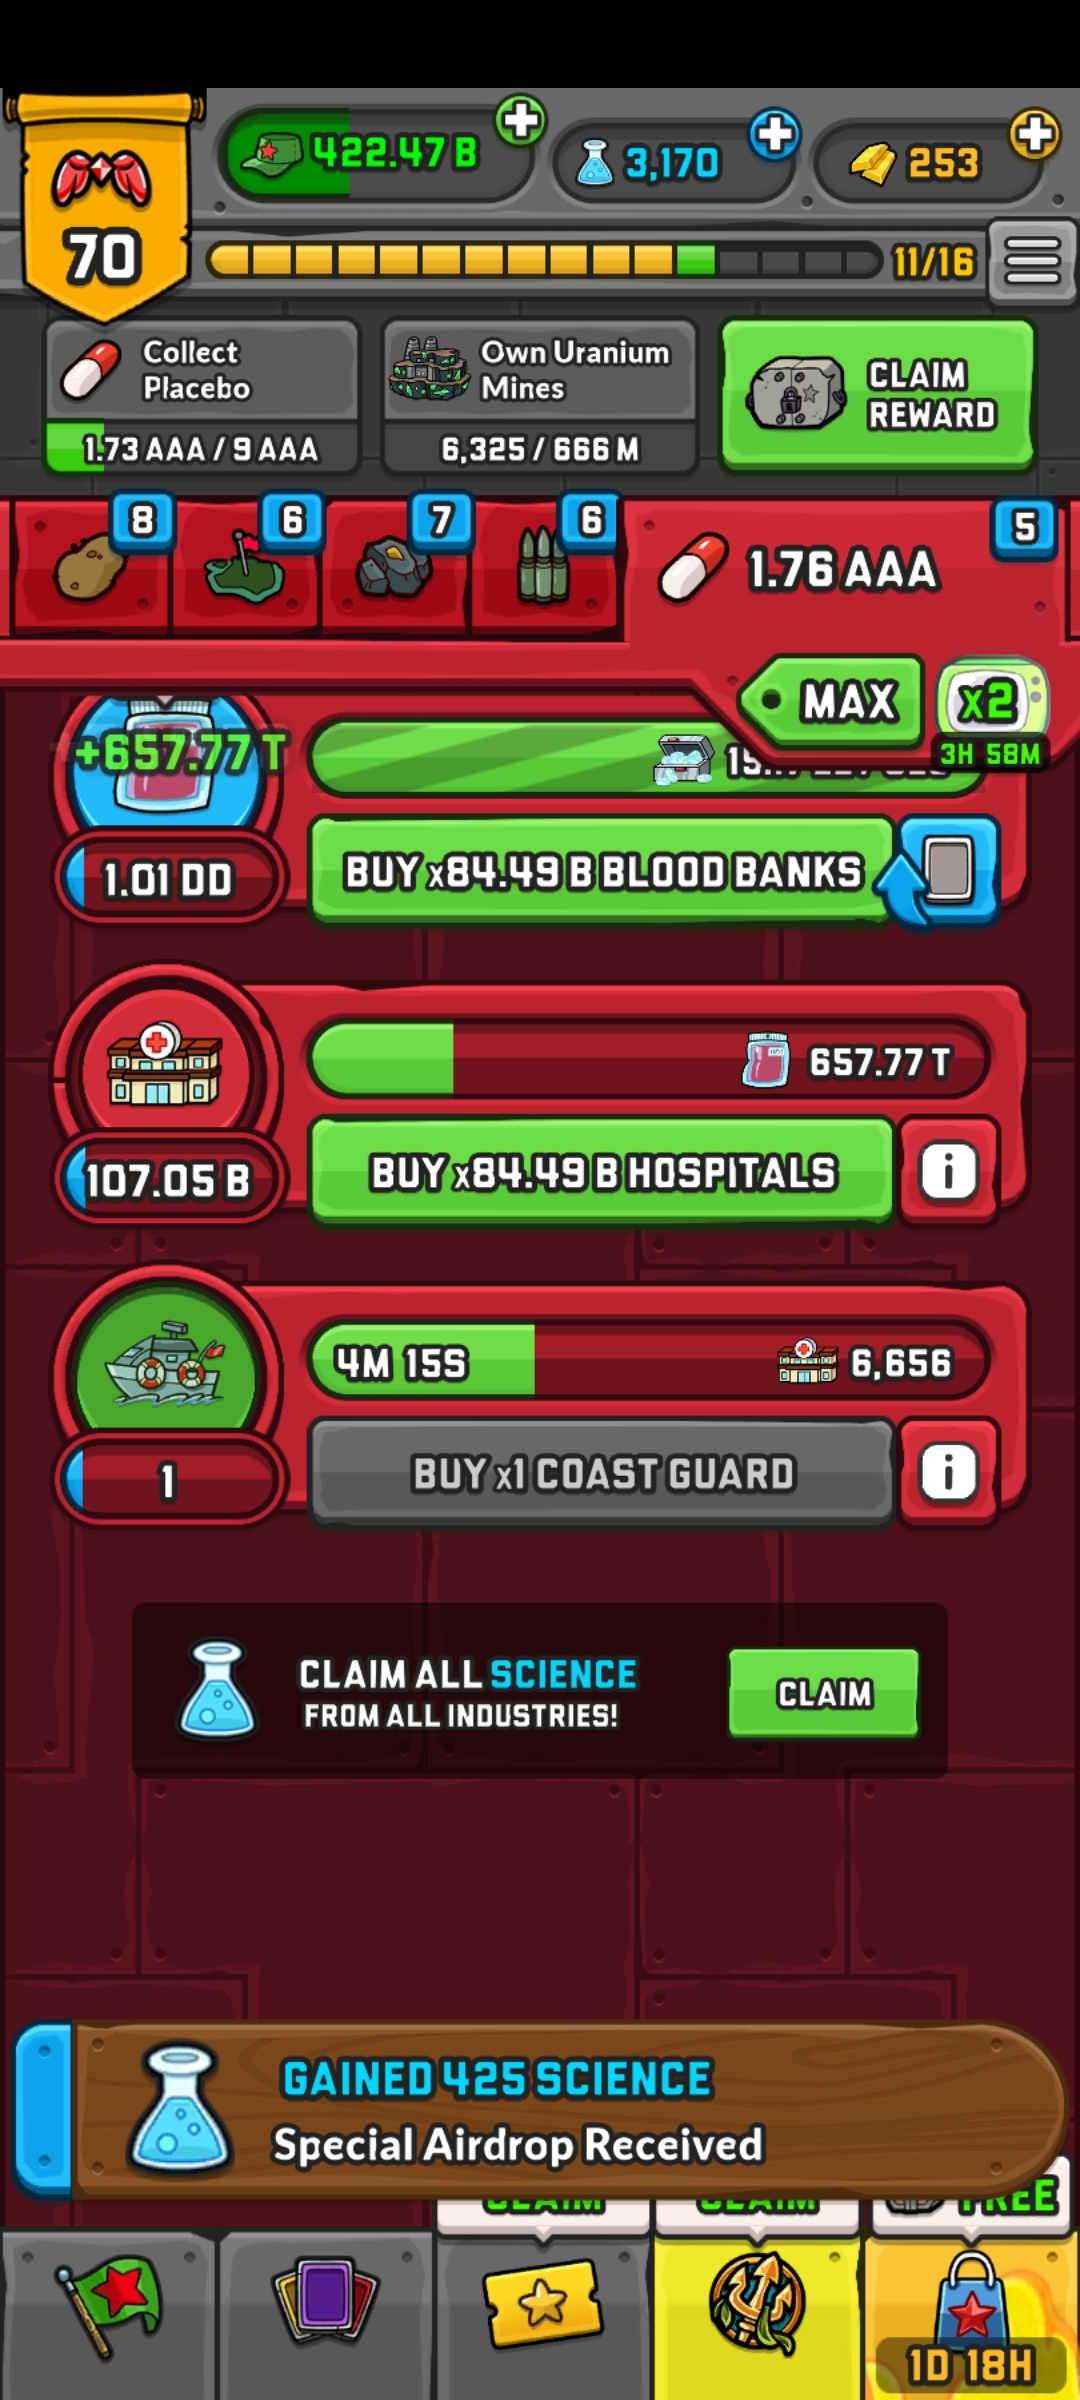 422.47 B
3,170
253
70
11/16
Collect
Placebo
1.73 AAA / 9 AAA
Own Uranium
Mines
6,325 / 666 M
CLAIM
REWARD
8
6
7
6
5
1.76 AAA
MAX
x2
3H 58M
+657.77 T
1.01 DD
BUY x84.49 B BLOOD BANKS
657.77 T
107.05 B
BUY x84.49 B HOSPITALS
i
4M 15S
6,656
1
BUY x1 COAST GUARD
i
CLAIM ALL SCIENCE
FROM ALL INDUSTRIES!
CLAIM
GAINED 425 SCIENCE
Special Airdrop Received
CLAIM
CLAIM
FREE
1D 18H